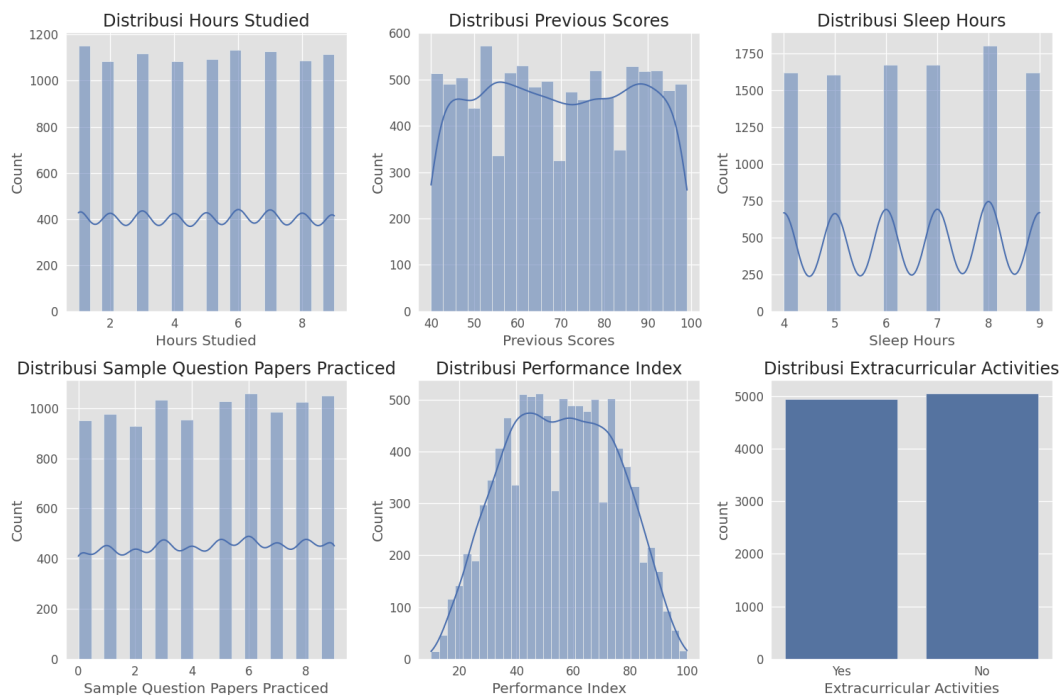 Distribusi Hours Studied
1200
1000
800
600
400
200
0
Count
2 4 6 8
Hours Studied
Distribusi Previous Scores
600
500
400
300
200
100
0
Count
40 50 60 70 80 90 100
Previous Scores
Distribusi Sleep Hours
1750
1500
1250
1000
750
500
250
0
Count
4 5 6 7 8 9
Sleep Hours
Distribusi Sample Question Papers Practiced
1000
800
600
400
200
0
Count
0 2 4 6 8
Sample Question Papers Practiced
Distribusi Performance Index
500
400
300
200
100
0
Count
20 40 60 80 100
Performance Index
Distribusi Extracurricular Activities
5000
4000
3000
2000
1000
0
count
Yes No
Extracurricular Activities